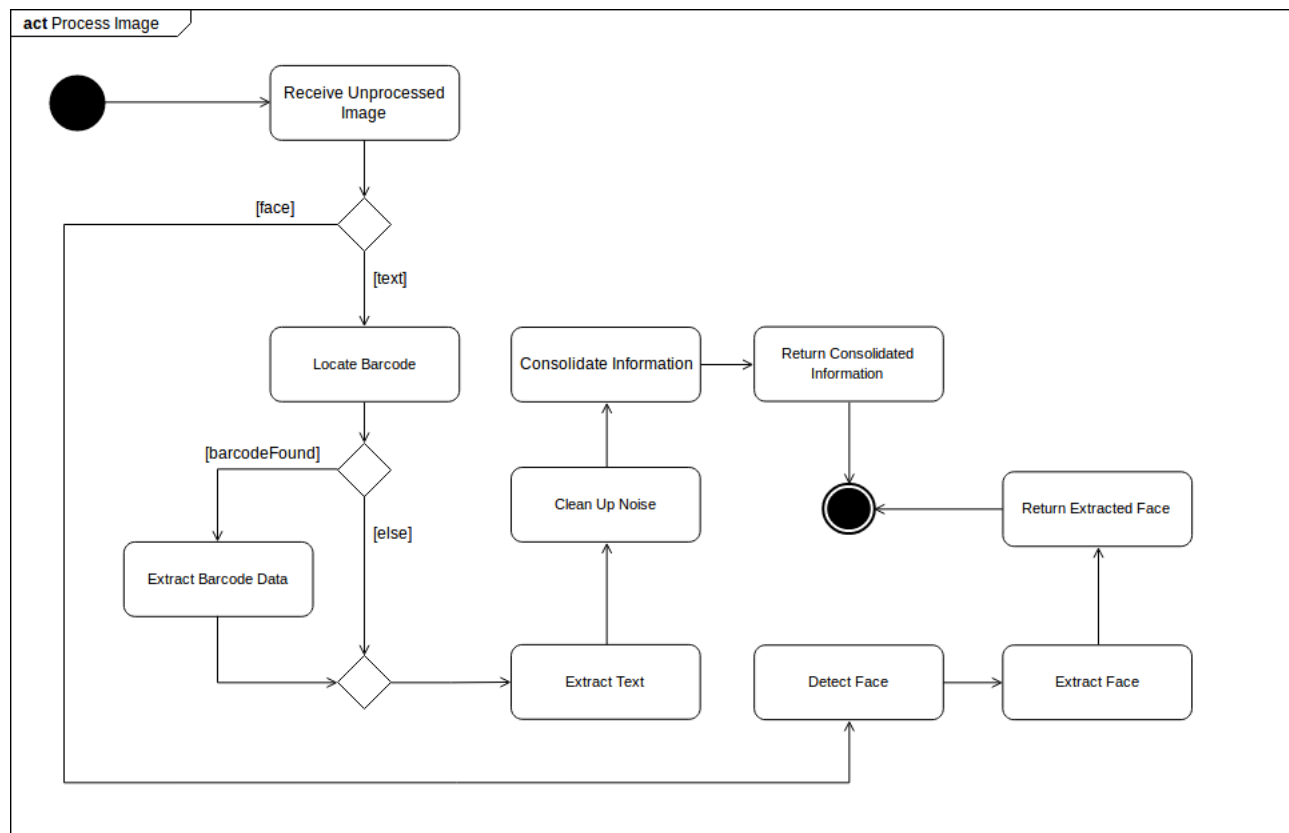 act Process Image
Receive Unprocessed
Image
[face]
[text]
Locate Barcode
Consolidate Information
Return Consolidated
Information
[barcodeFound]
[else]
Clean Up Noise
Return Extracted Face
Extract Barcode Data
Extract Text
Detect Face
Extract Face